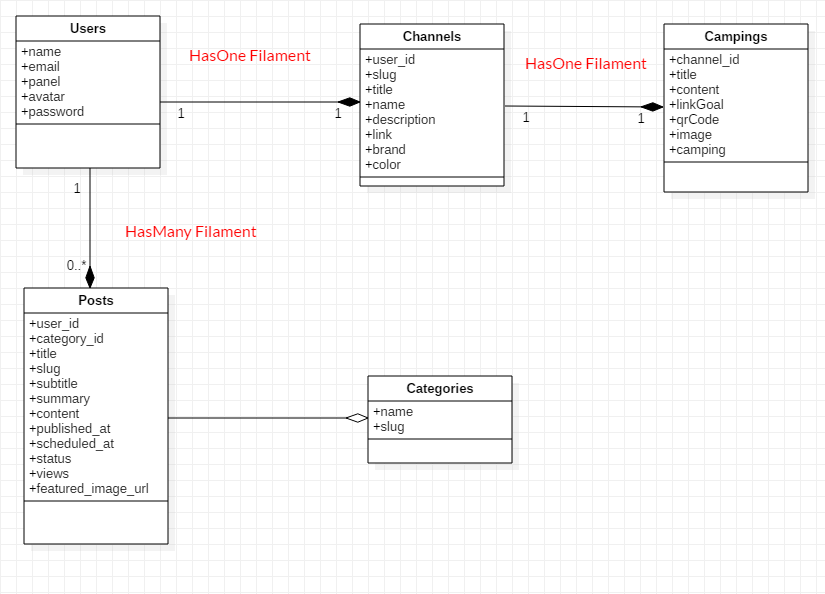 Users
+name
+email
+panel
+avatar
+password
HasOne Filament
1
1
Channels
+user_id
+slug
+title
+name
+description
+link
+brand
+color
HasOne Filament
1
1
Campings
+channel_id
+title
+content
+linkGoal
+qrCode
+image
+camping
1
HasMany Filament
0..*
Posts
+user_id
+category_id
+title
+slug
+subtitle
+summary
+content
+published_at
+scheduled_at
+status
+views
+featured_image_url
Categories
+name
+slug